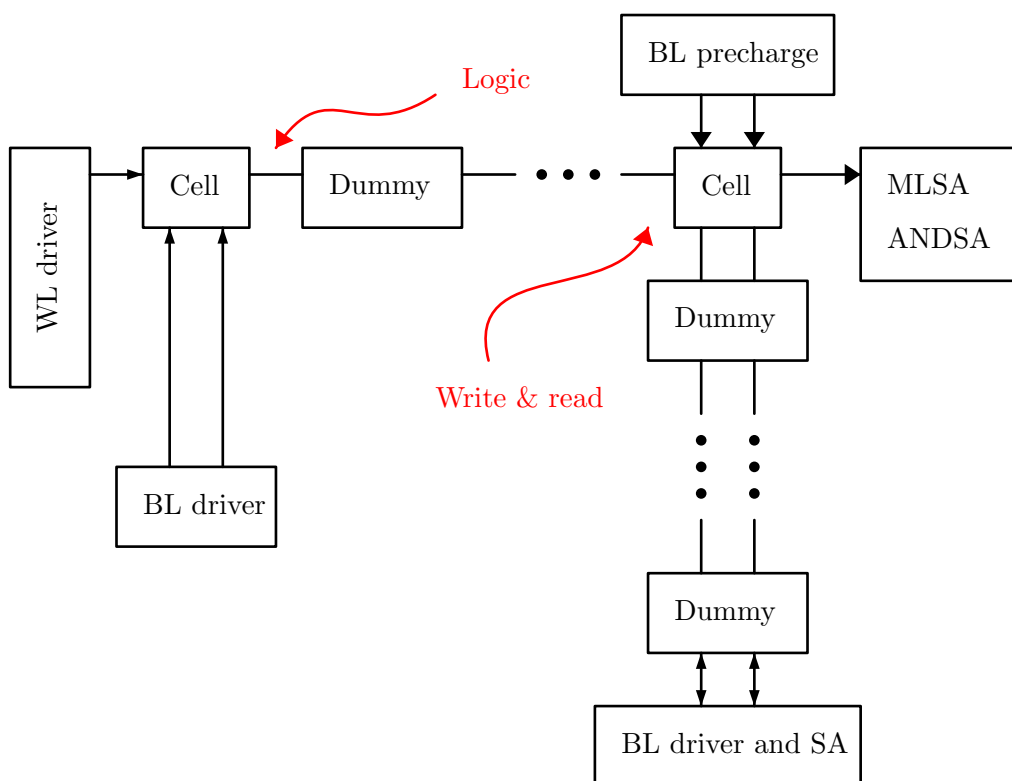 BL precharge
Logic
WL driver
Cell
Dummy
Cell
MLSA
ANDSA
Dummy
Write & read
BL driver
Dummy
BL driver and SA